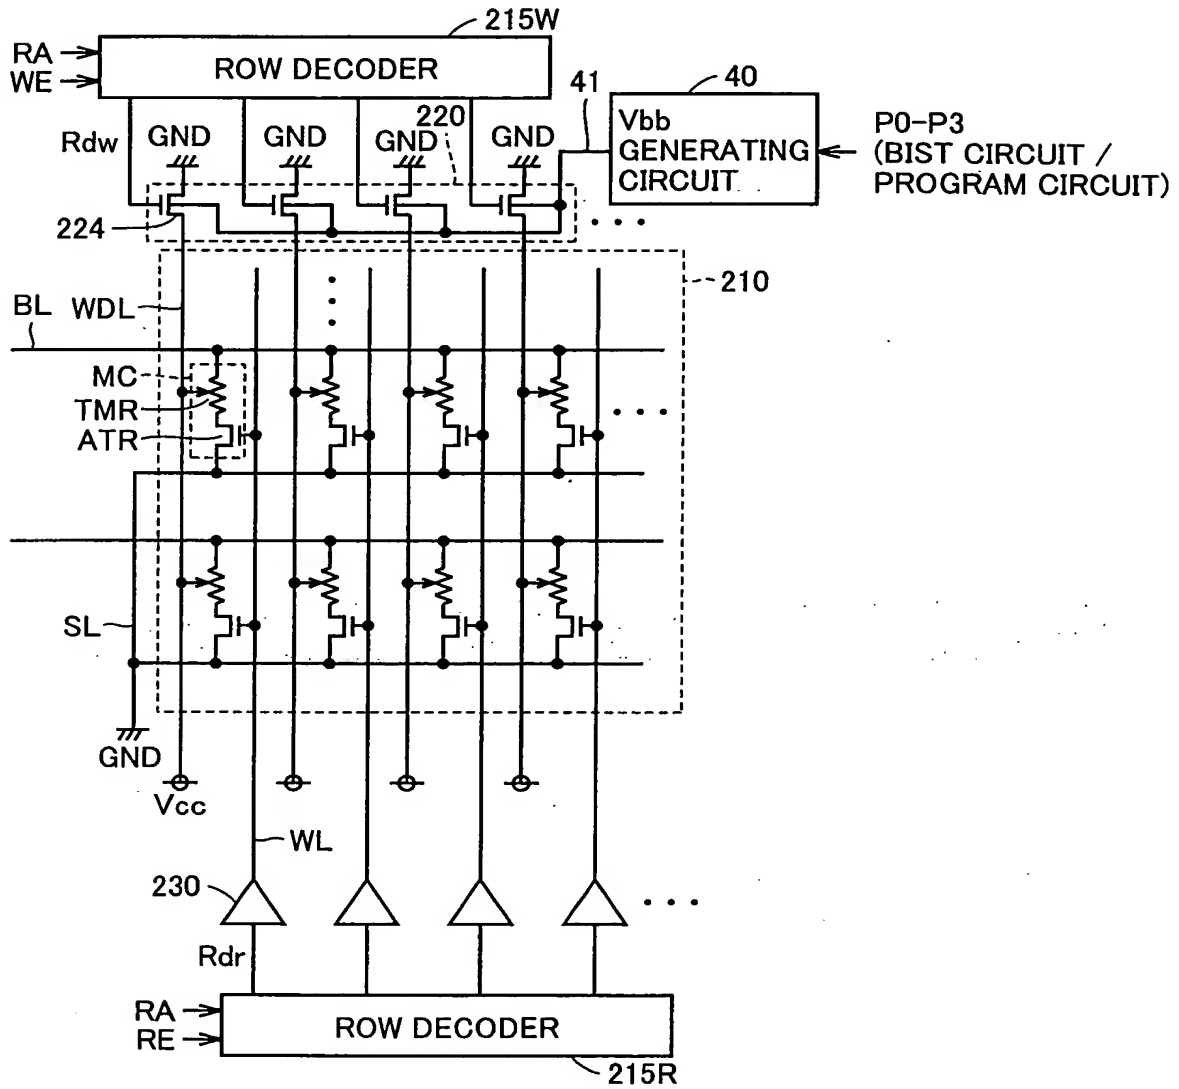 215W
RA
WE
ROW DECODER
Rdw
GND
GND
GND
GND
220
41
40
Vbb
GENERATING
CIRCUIT
P0-P3
(BIST CIRCUIT /
PROGRAM CIRCUIT)
224
210
BL
WDL
MC
TMR
ATR
SL
GND
Vcc
WL
230
Rdr
RA
RE
ROW DECODER
215R